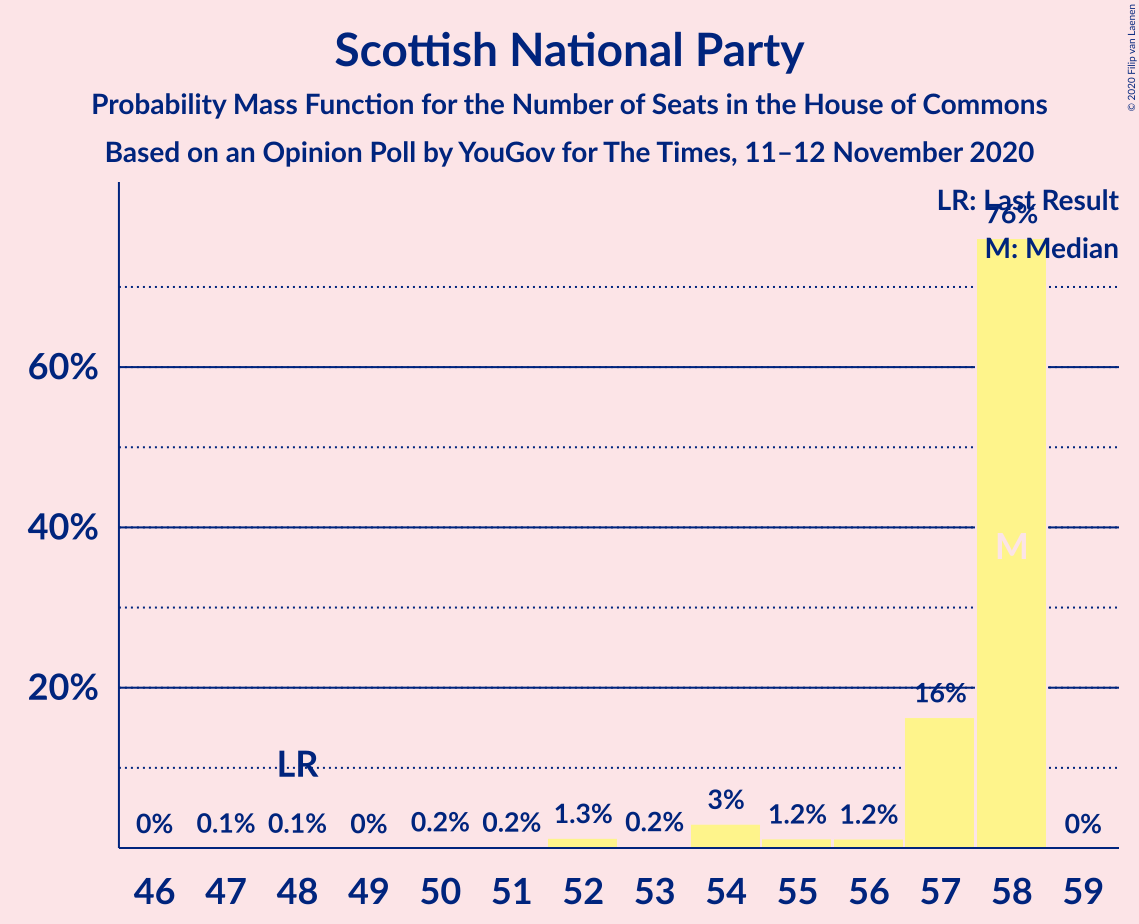 Scottish National Party
Probability Mass Function for the Number of Seats in the House of Commons
Based on an Opinion Poll by YouGov for The Times, 11–12 November 2020
© 2020 Filip van Laenen
LR: Last Result
76%
M: Median
60%
40%
M
20%
16%
LR
0% 0.1% 0.1% 0% 0.2% 0.2% 1.3% 0.2% 3% 1.2% 1.2% 0%
46 47 48 49 50 51 52 53 54 55 56 57 58 59